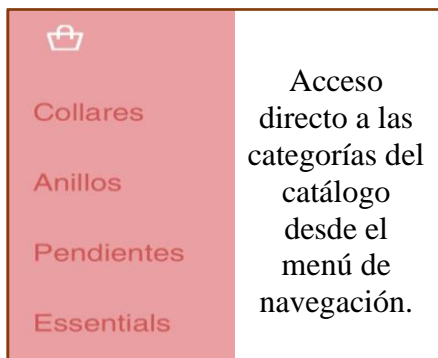 Collares
Anillos
Pendientes
Essentials
Acceso
directo a las
categorías del
catálogo
desde el
menú de
navegación.